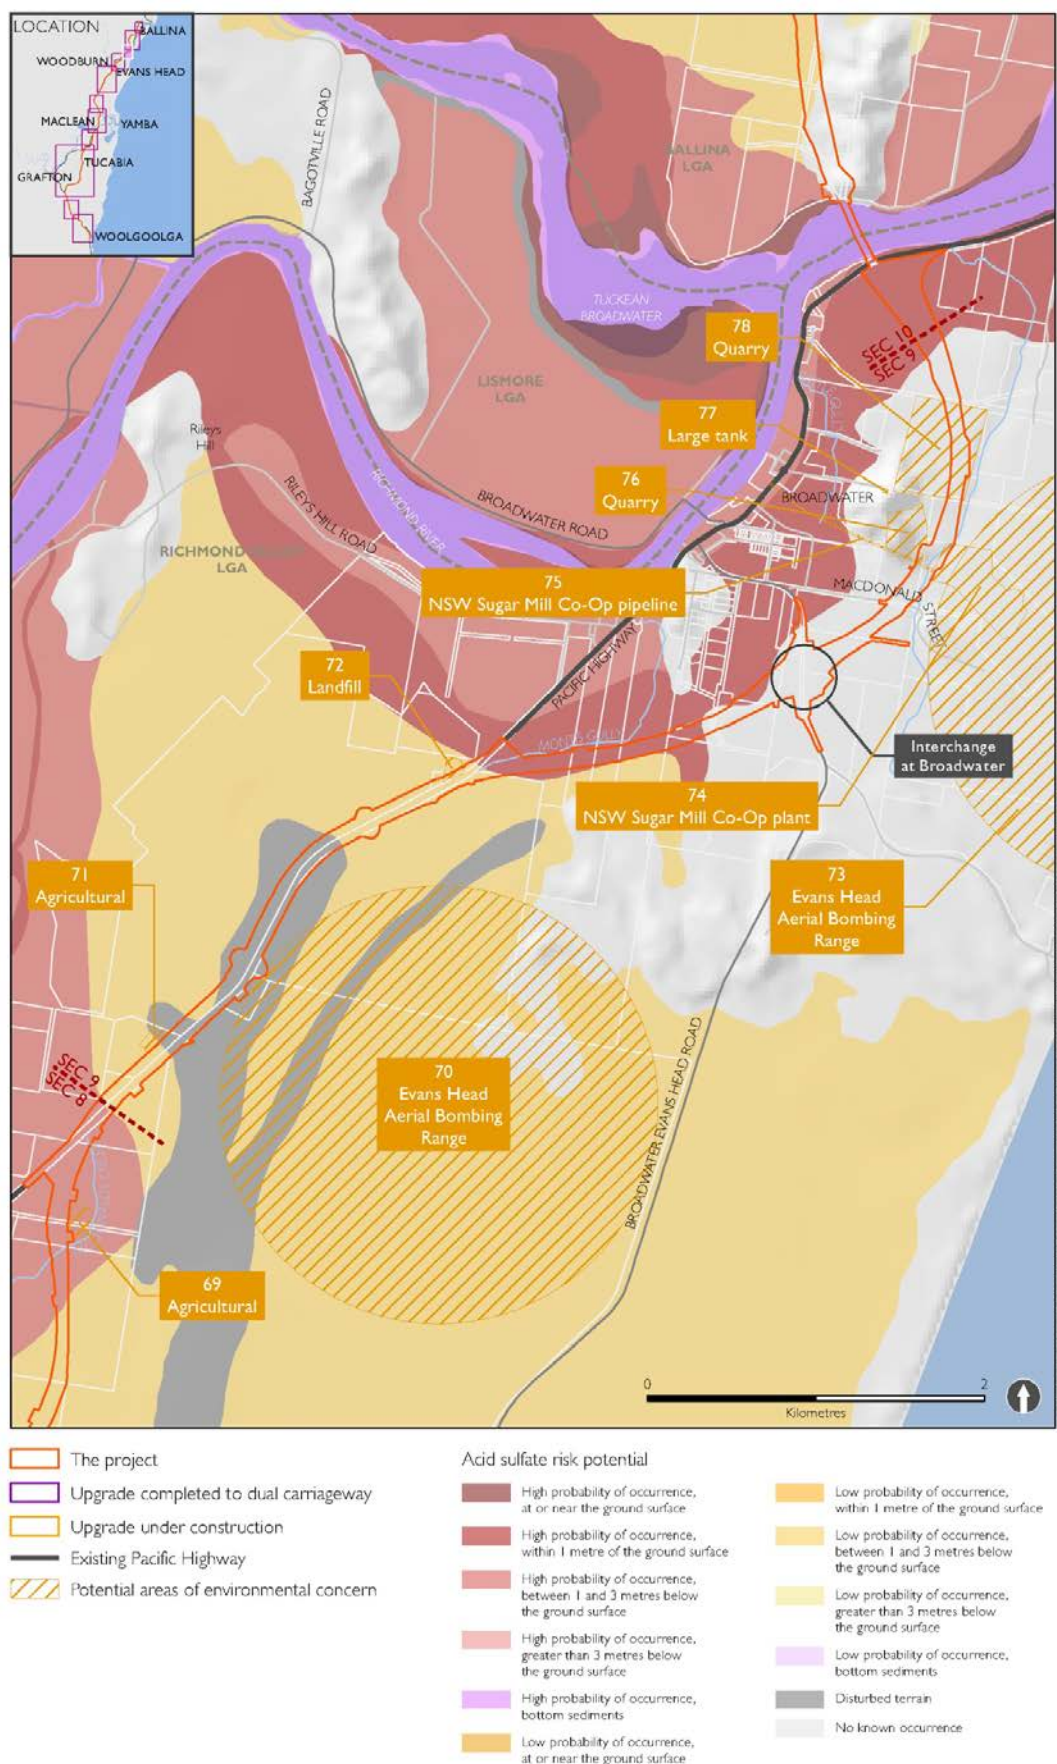 LOCATION
BALLINA
WOODBURN
EVANS HEAD
MACLEAN
YAMBA
TUCABIA
GRAFTON
WOOLGOOLGA
BAGOTVILLE ROAD
BALLINA
LGA
TUCKEAN
BROADWATER
78
Quarry
SEC 10
SEC 9
LISMORE
LGA
77
Large tank
Rileys
Hill
76
Quarry
BROADWATER
RILEYS HILL ROAD
RICHMOND RIVER
BROADWATER ROAD
RICHMOND
LGA
75
NSW Sugar Mill Co-Op pipeline
MACDONALD
STREET
72
Landfill
PACIFIC HIGHWAY
MONTIS GULLY
Interchange
at Broadwater
74
NSW Sugar Mill Co-Op plant
71
Agricultural
73
Evans Head
Aerial Bombing
Range
SEC 9
SEC 8
70
Evans Head
Aerial Bombing
Range
BROADWATER EVANS HEAD ROAD
69
Agricultural
0
2
Kilometres
The project
Upgrade completed to dual carriageway
Upgrade under construction
Existing Pacific Highway
Potential areas of environmental concern
Acid sulfate risk potential
High probability of occurrence,
at or near the ground surface
High probability of occurrence,
within 1 metre of the ground surface
High probability of occurrence,
between 1 and 3 metres below
the ground surface
High probability of occurrence,
greater than 3 metres below
the ground surface
High probability of occurrence,
bottom sediments
Low probability of occurrence,
at or near the ground surface
Low probability of occurrence,
within 1 metre of the ground surface
Low probability of occurrence,
between 1 and 3 metres below
the ground surface
Low probability of occurrence,
greater than 3 metres below
the ground surface
Low probability of occurrence,
bottom sediments
Disturbed terrain
No known occurrence